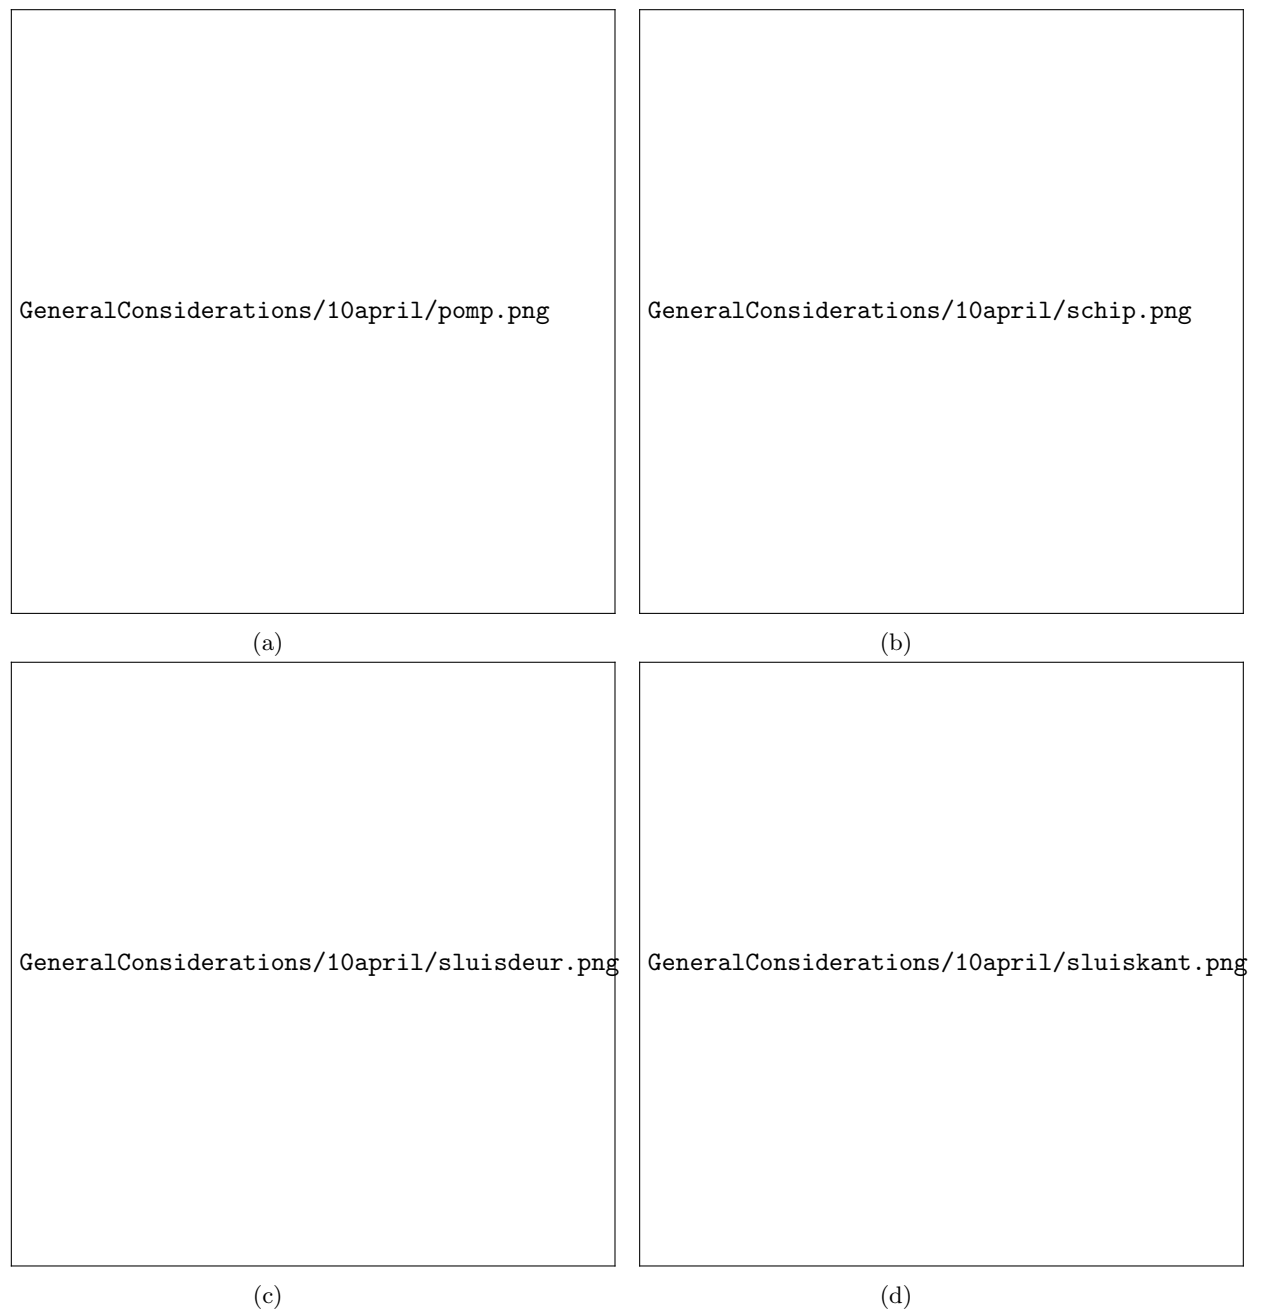 GeneralConsiderations/10april/pomp.png
GeneralConsiderations/10april/schip.png
(a)
(b)
GeneralConsiderations/10april/sluisdeur.png
GeneralConsiderations/10april/sluiskant.png
(c)
(d)